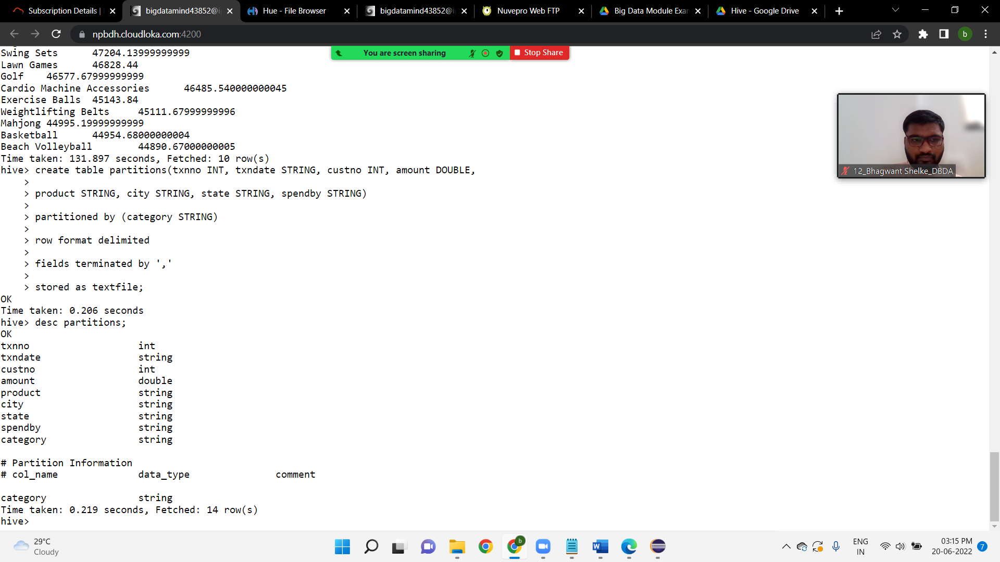 Subscription Details |
bigdatamind43852@i
Hue - File Browser
bigdatamind43852@i
Nuvepro Web FTP
Big Data Module Exa
Hive - Google Drive
npbdh.cloudloka.com:4200
b
You are screen sharing
Stop Share
Swing Sets 47204.13999999999
Lawn Games 46828.44
Golf 46577.67999999999
Cardio Machine Accessories 46485.540000000045
Exercise Balls 45143.84
Weightlifting Belts 45111.67999999996
Mahjong 44995.19999999999
Basketball 44954.68000000004
Beach Volleyball 44890.67000000005
Time taken: 131.897 seconds, Fetched: 10 row(s)
hive> create table partitions(txnno INT, txndate STRING, custno INT, amount DOUBLE,
>
> product STRING, city STRING, state STRING, spendby STRING)
>
> partitioned by (category STRING)
>
> row format delimited
>
> fields terminated by ','
>
> stored as textfile;
OK
Time taken: 0.206 seconds
hive> desc partitions;
OK
txnno int
txndate string
custno int
amount double
product string
city string
state string
spendby string
category string
# Partition Information
# col_name data_type comment
category string
Time taken: 0.219 seconds, Fetched: 14 row(s)
hive>
12_Bhagwant Shelke_DBDA
29°C
Cloudy
b
ENG
IN
03:15 PM
20-06-2022
7